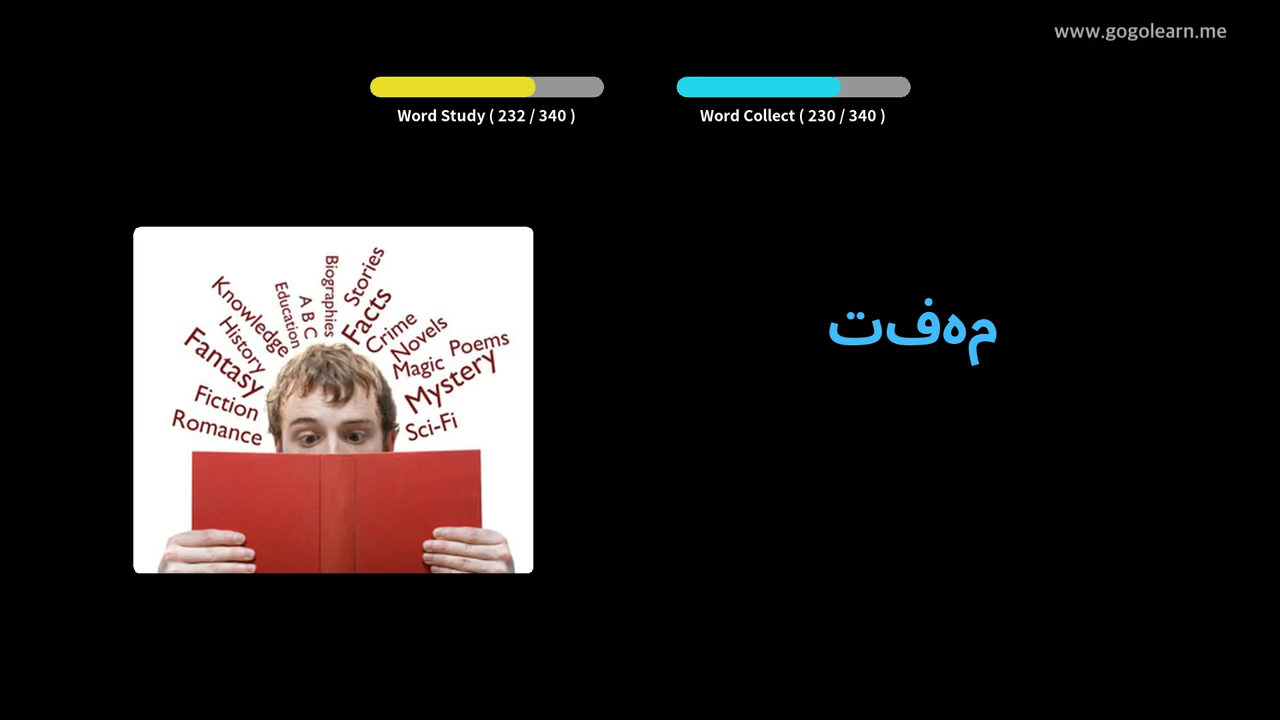 www.gogolearn.me
Word Study ( 232 / 340 )
Word Collect ( 230 / 340 )
Knowledge
Education
A B C
Biographies
Stories
Facts
Crime
Novels
Poems
Magic
Mystery
Sci-Fi
History
Fantasy
Fiction
Romance
م ه ف ت